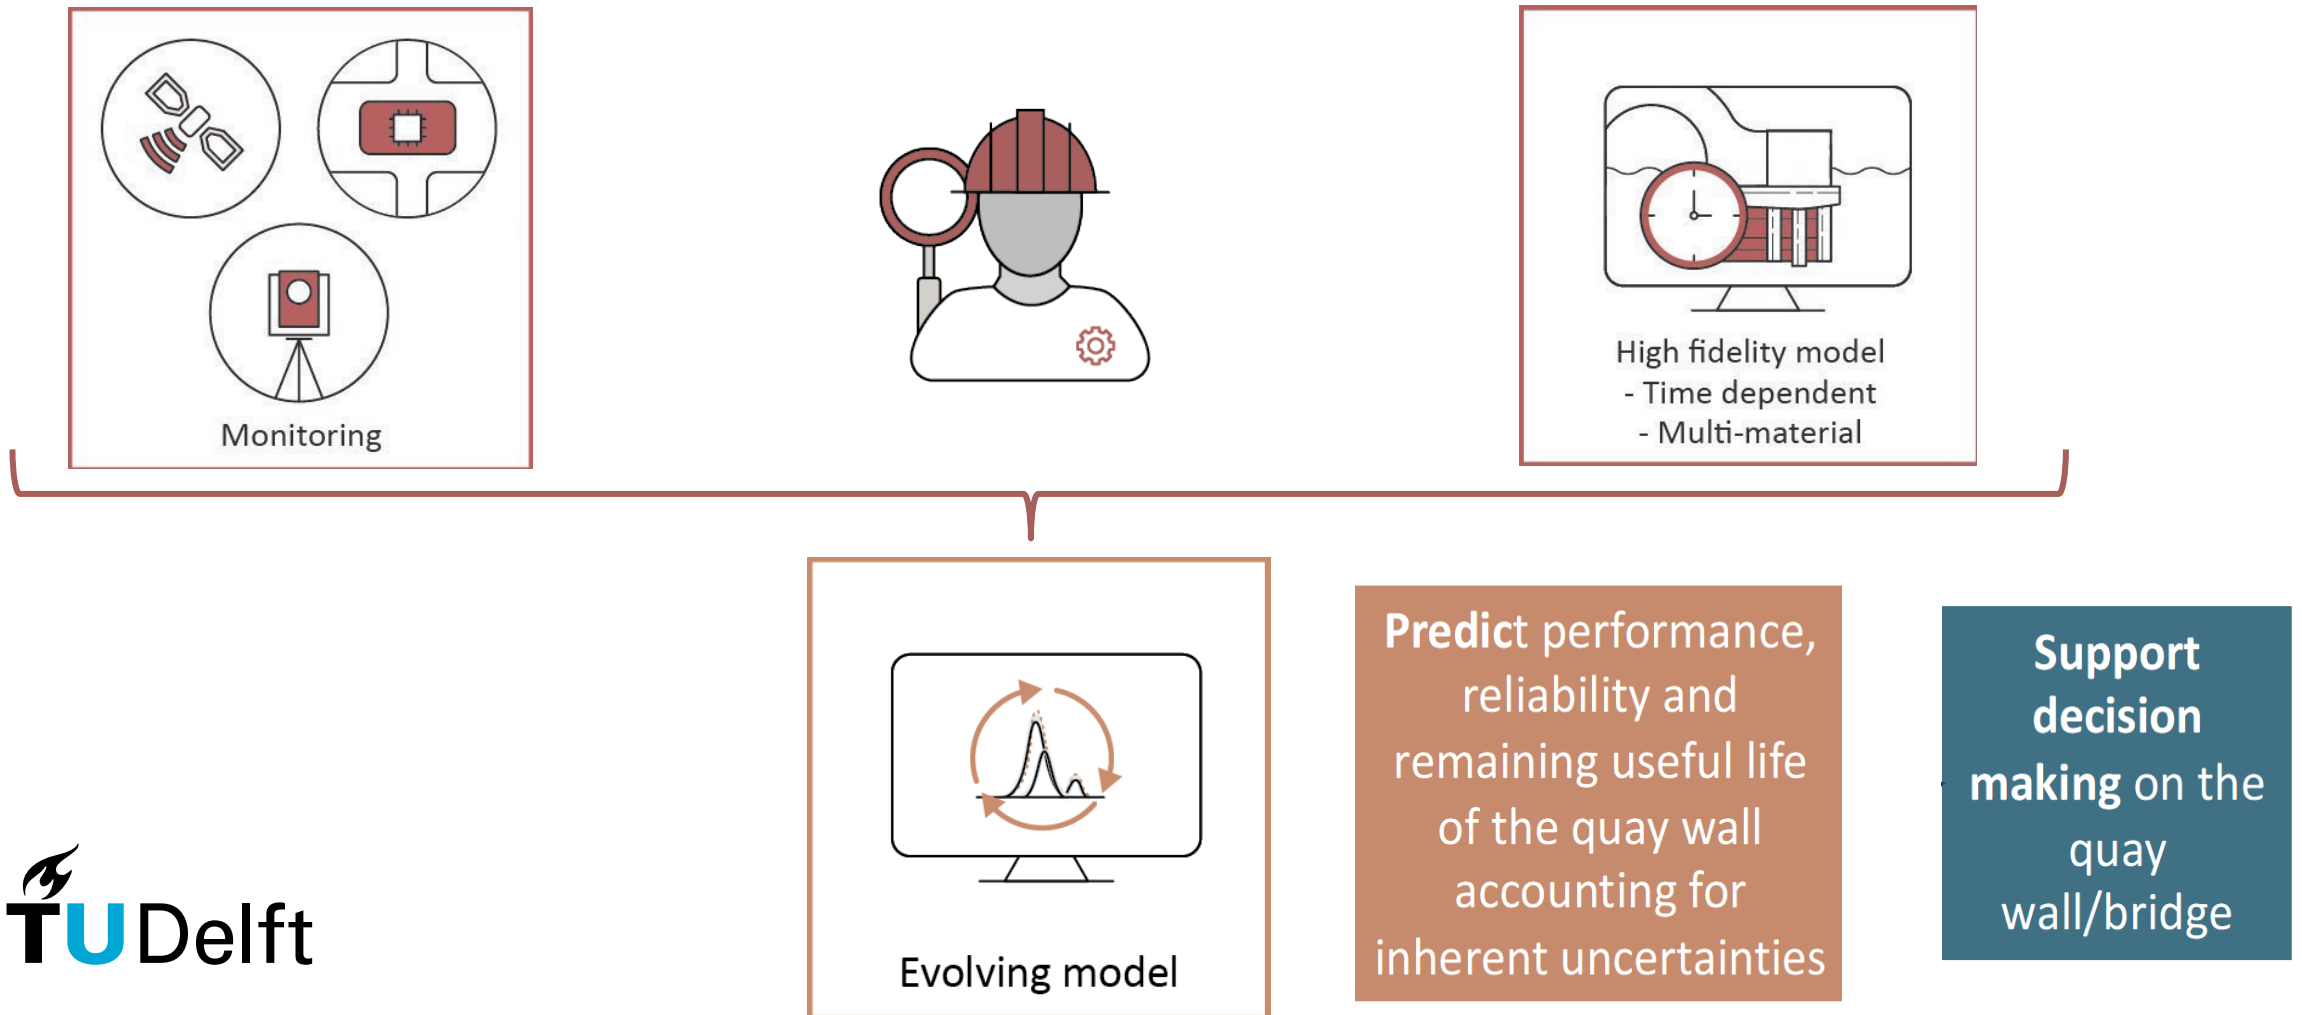 Monitoring
High fidelity model
- Time dependent
- Multi-material
Evolving model
Predict performance,
reliability and
remaining useful life
of the quay wall
accounting for
inherent uncertainties
Support
decision
making on the
quay
wall/bridge
TUDelft